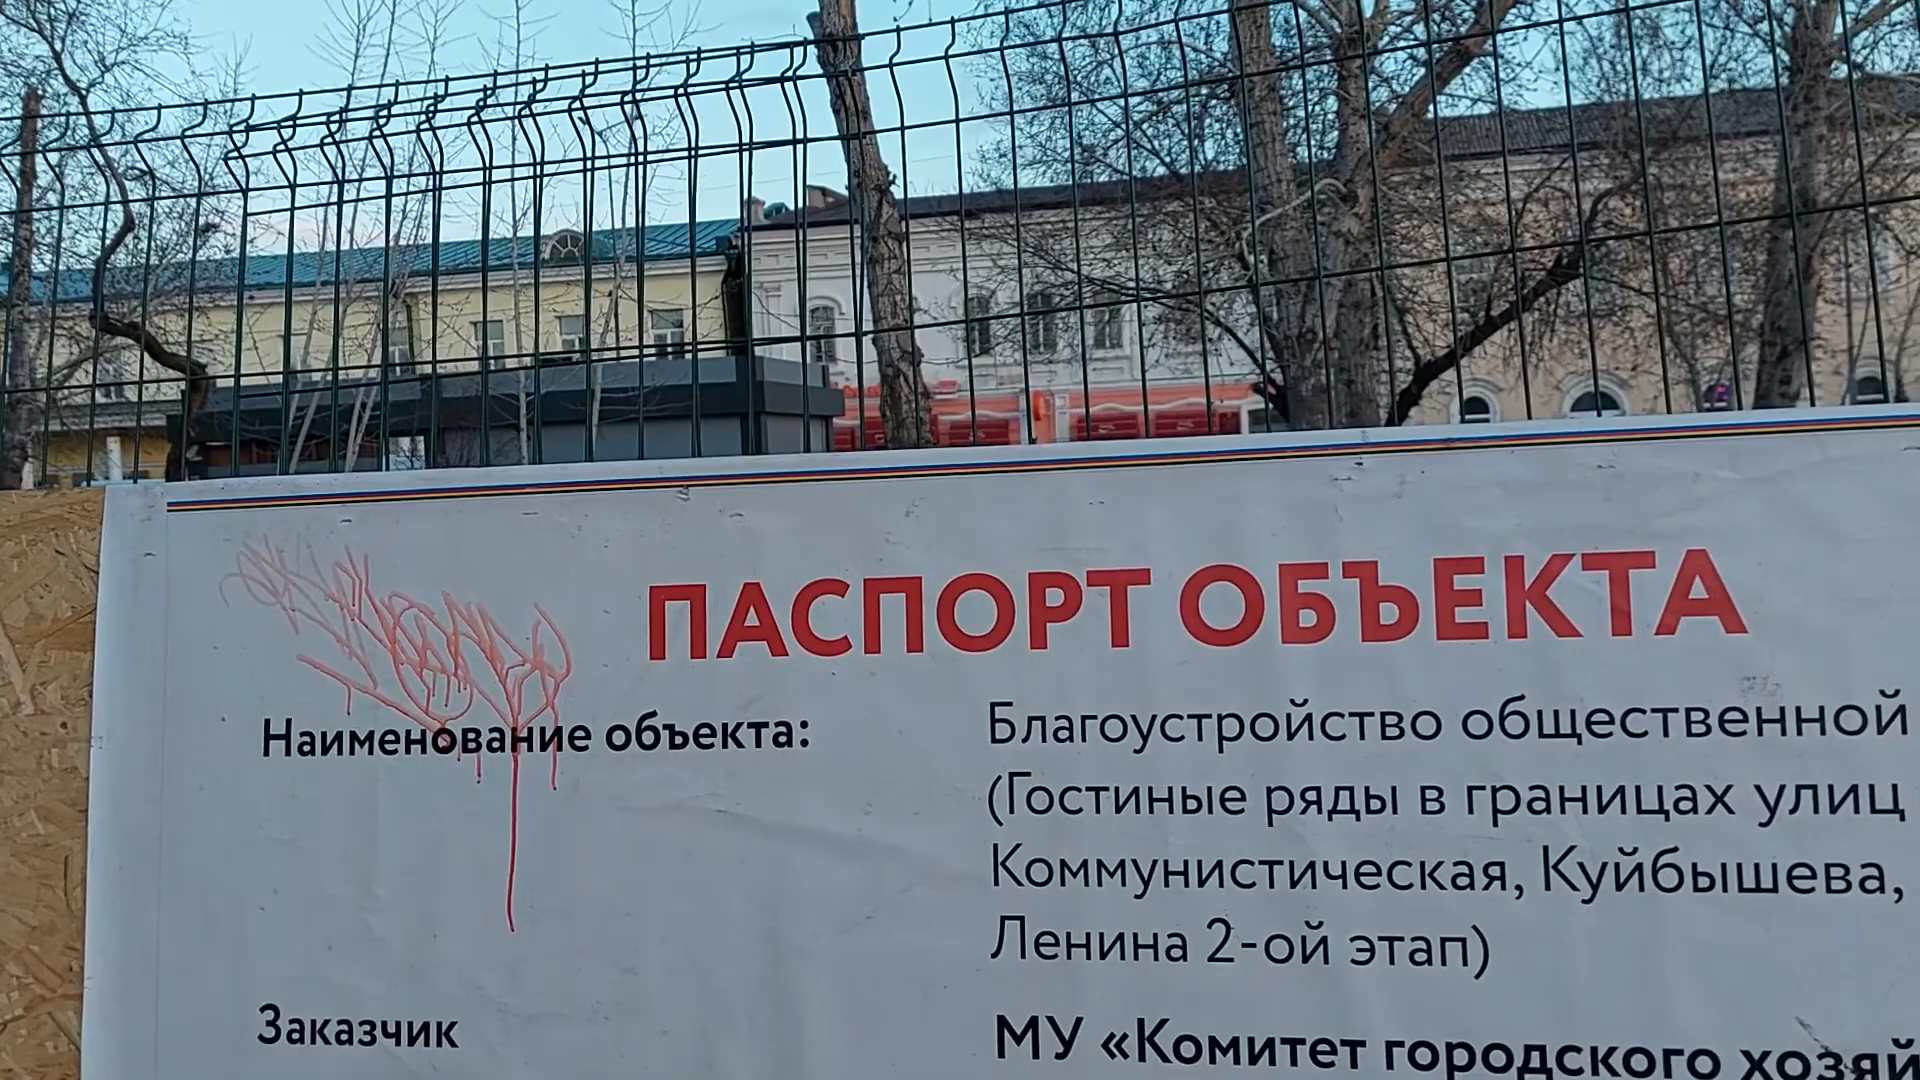 ПАСПОРТ ОБЪЕКТА
Наименование объекта: Благоустройство общественной
(Гостиные ряды в границах улиц
Коммунистическая, Куйбышева,
Ленина 2-ой этап)
Заказчик МУ «Комитет городского хозяй